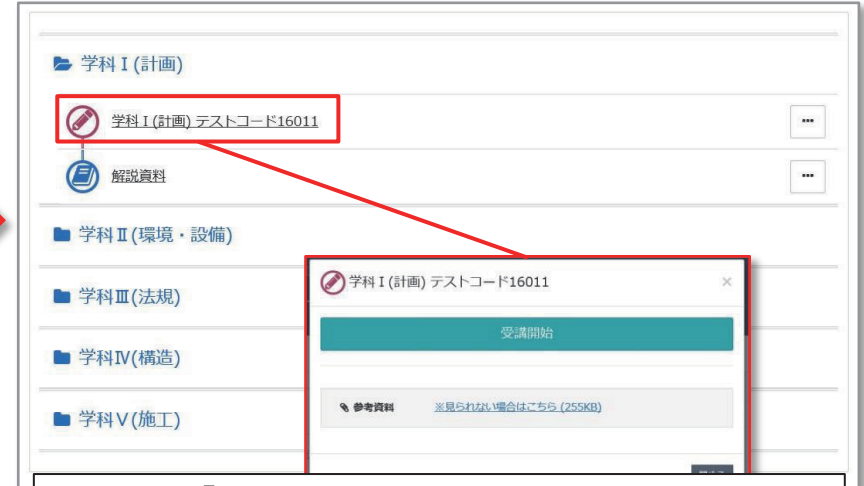 学科Ⅰ(計画)
学科Ⅰ(計画) テストコード16011
解説資料
学科Ⅱ(環境・設備)
学科Ⅲ(法規)
学科Ⅳ(構造)
学科Ⅴ(施工)
学科Ⅰ(計画) テストコード16011 ×
受講開始
参考資料 ※見られない場合はこちら (255KB)